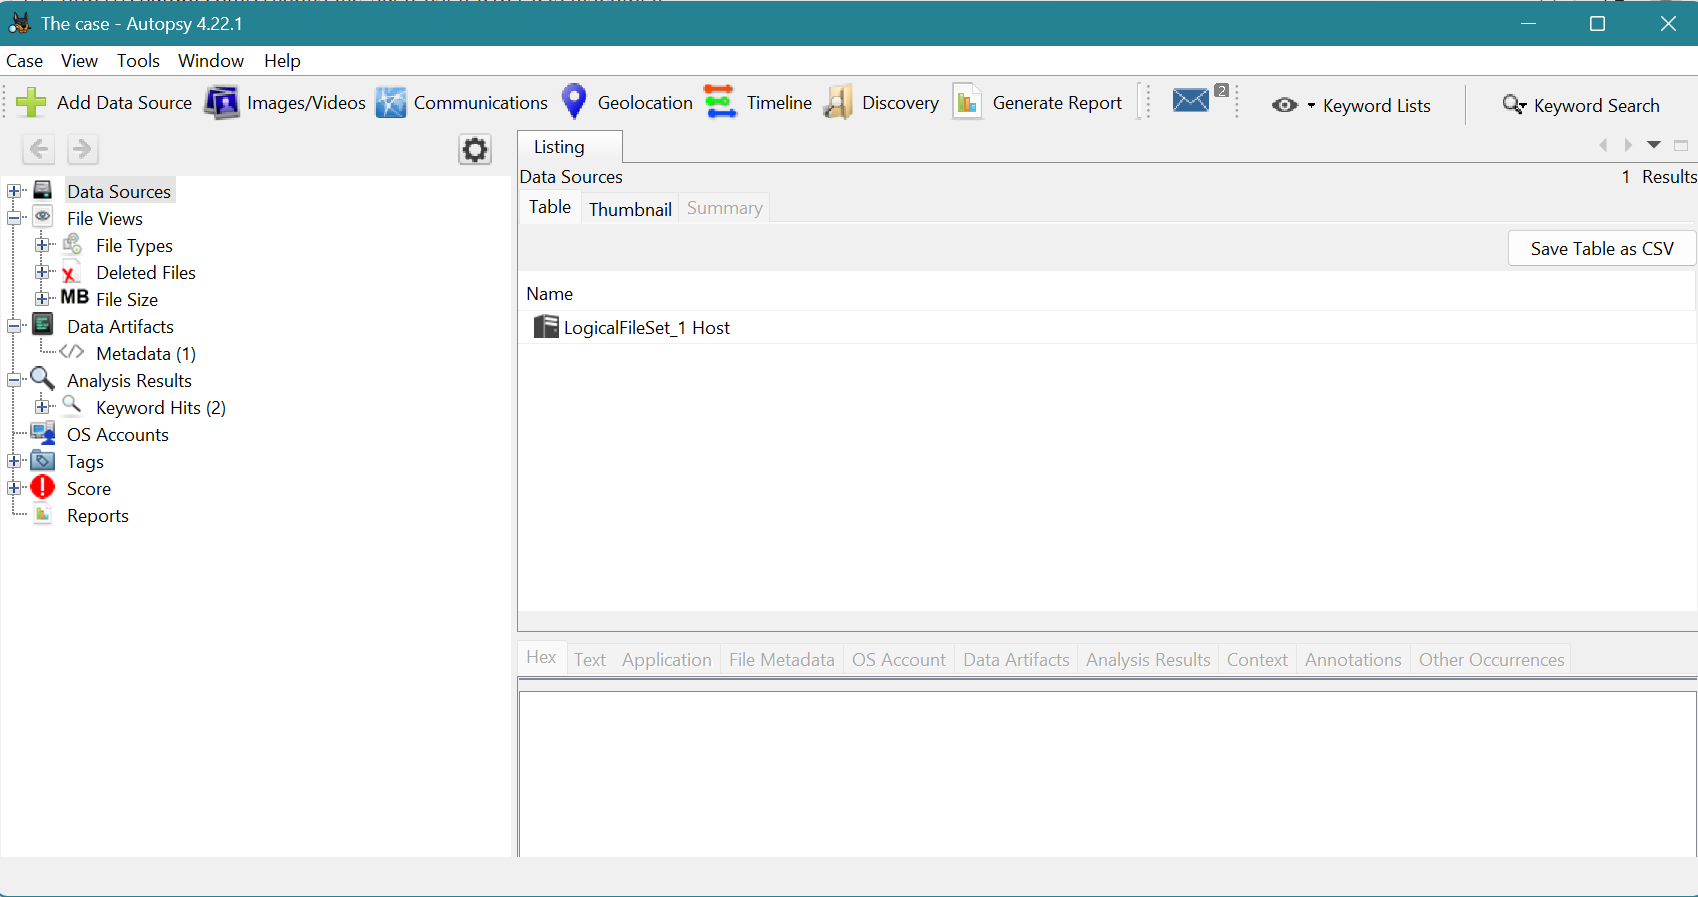 The case - Autopsy 4.22.1
Case View Tools Window Help
Add Data Source Images/Videos Communications Geolocation Timeline Discovery Generate Report 2 Keyword Lists Keyword Search
Listing
Data Sources 1 Results
Table Thumbnail Summary
Save Table as CSV
Name
LogicalFileSet_1 Host
Data Sources
File Views
File Types
Deleted Files
MB File Size
Data Artifacts
Metadata (1)
Analysis Results
Keyword Hits (2)
OS Accounts
Tags
Score
Reports
Hex Text Application File Metadata OS Account Data Artifacts Analysis Results Context Annotations Other Occurrences